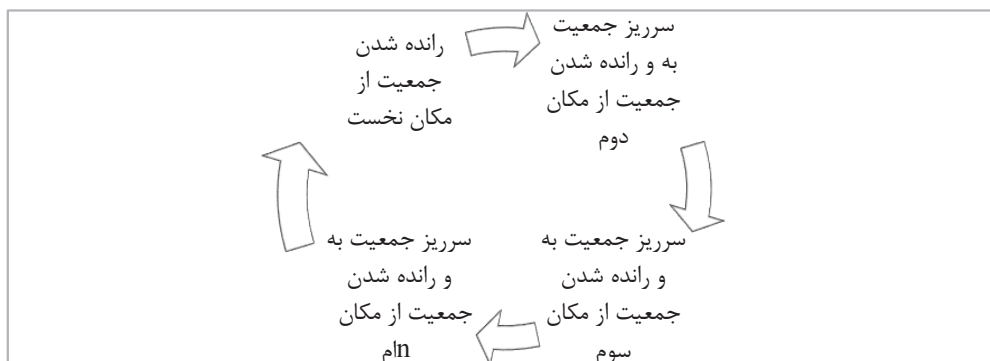 رانده شدن
جمعیت از
مکان نخست
سرریز جمعیت
به و رانده شدن
جمعیت از مکان
دوم
سرریز جمعیت به
و رانده شدن
جمعیت از مکان
سوم
سرریز جمعیت به
و رانده شدن
جمعیت از مکان
nاُم